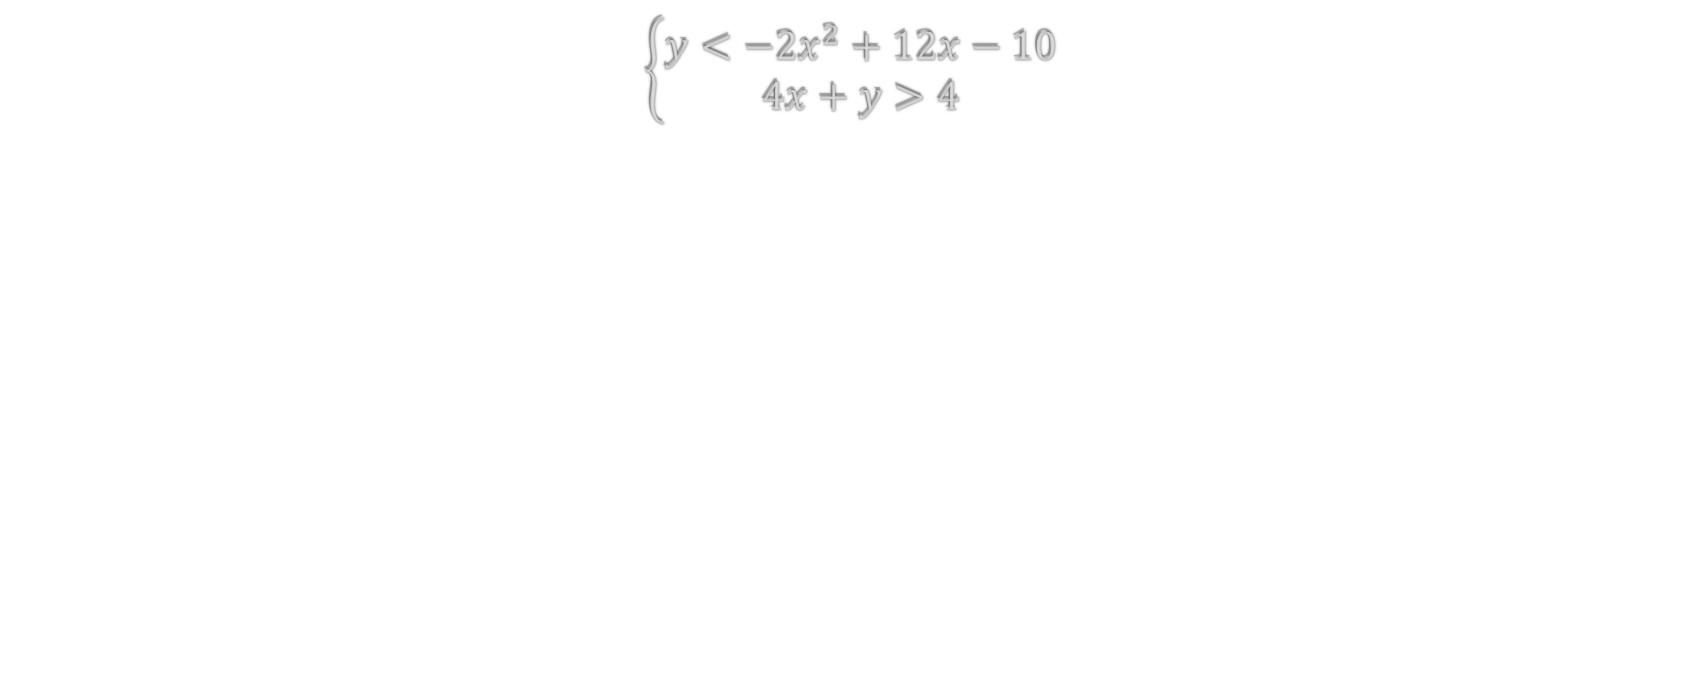 {y < −2x² + 12x − 10
4x + y > 4